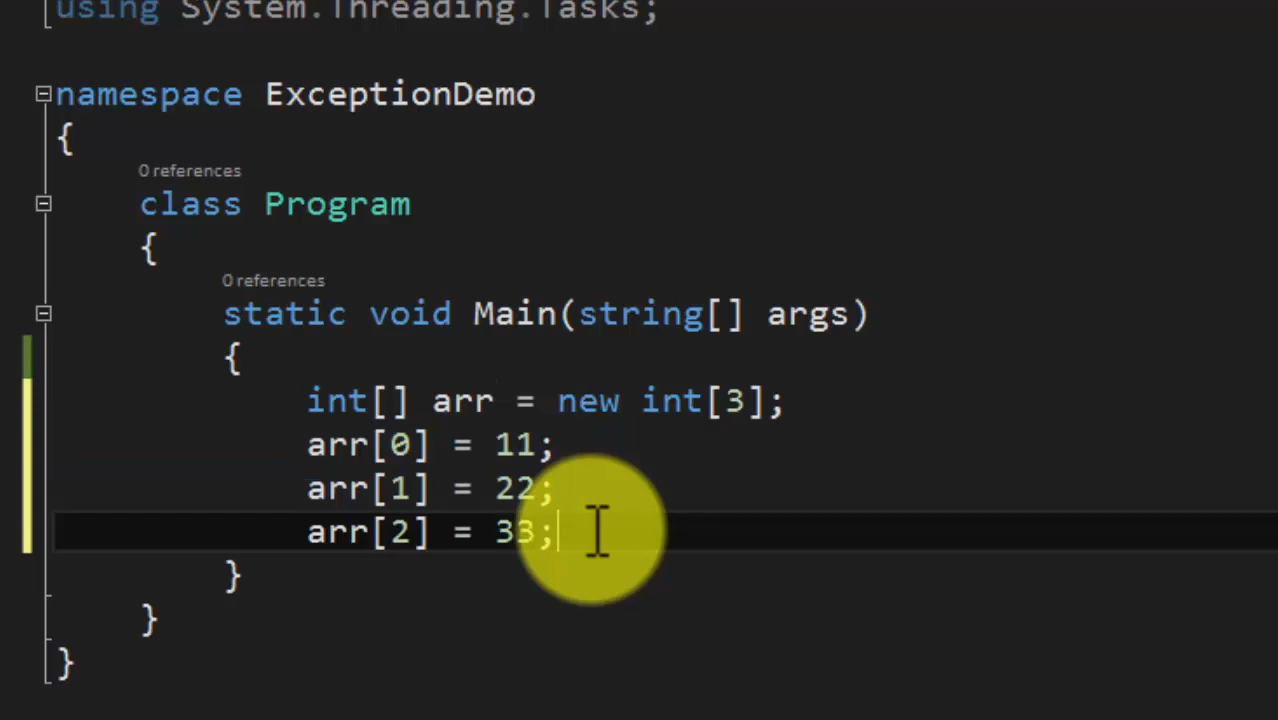 using System.Threading.Tasks;
namespace ExceptionDemo
{
0 references
class Program
{
0 references
static void Main(string[] args)
{
int[] arr = new int[3];
arr[0] = 11;
arr[1] = 22;
arr[2] = 33;
}
}
}